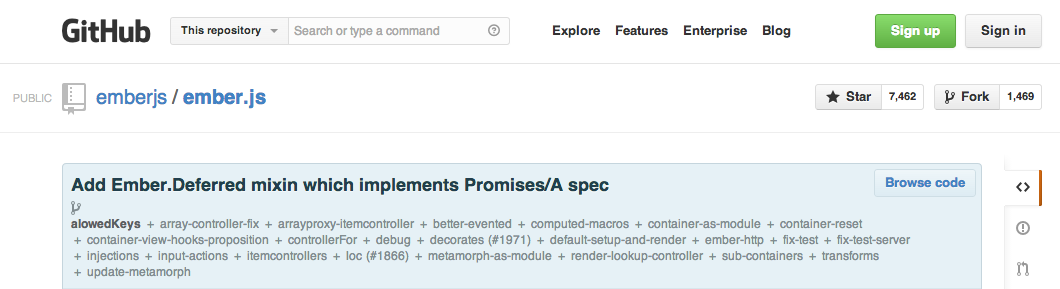 GitHub This repository Search or type a command Explore Features Enterprise Blog Sign up Sign in
PUBLIC emberjs / ember.js Star 7,462 Fork 1,469
Add Ember.Deferred mixin which implements Promises/A spec Browse code
alowedKeys + array-controller-fix + arrayproxy-itemcontroller + better-evented + computed-macros + container-as-module + container-reset
+ container-view-hooks-proposition + controllerFor + debug + decorates (#1971) + default-setup-and-render + ember-http + fix-test + fix-test-server
+ injections + input-actions + itemcontrollers + loc (#1866) + metamorph-as-module + render-lookup-controller + sub-containers + transforms
+ update-metamorph